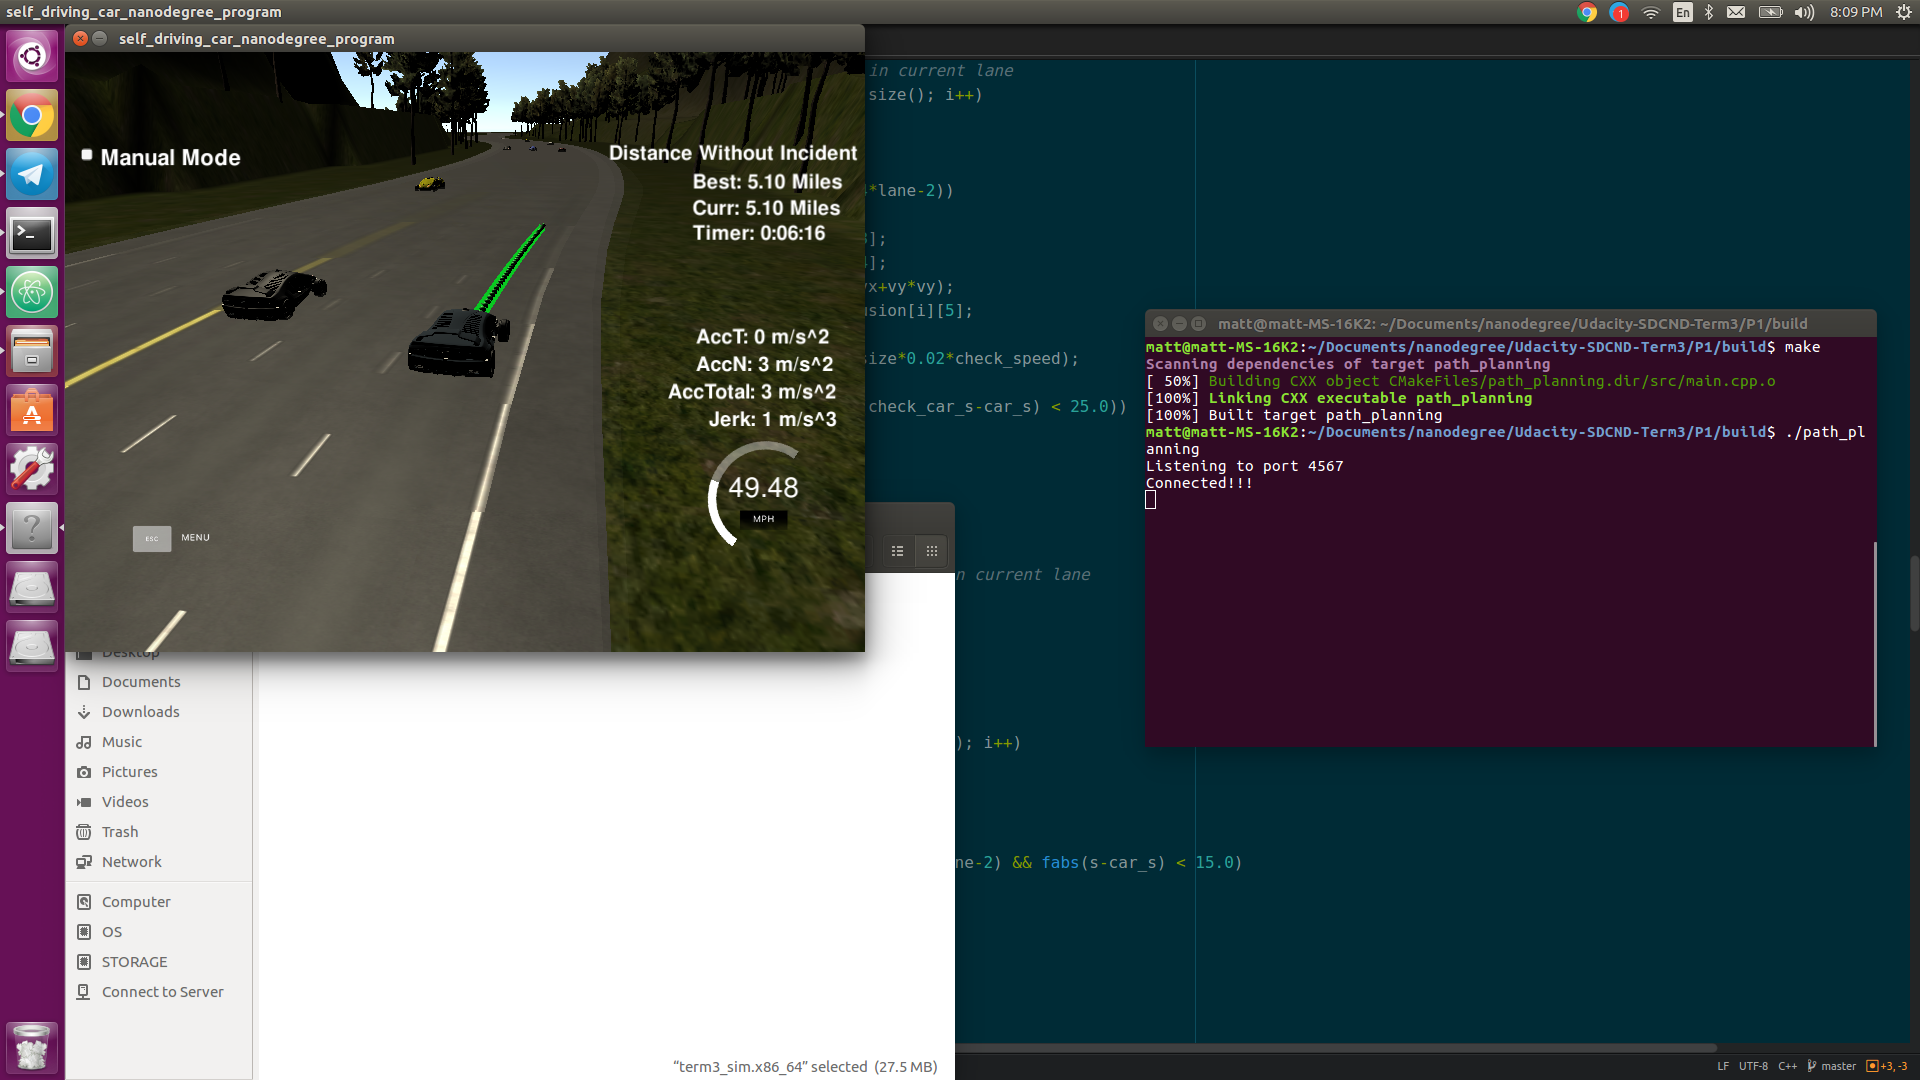 self_driving_car_nanodegree_program
1
En
8:09 PM
self_driving_car_nanodegree_program
Manual Mode
Distance Without Incident
Best: 5.10 Miles
Curr: 5.10 Miles
Timer: 0:06:16
AccT: 0 m/s^2
AccN: 3 m/s^2
AccTotal: 3 m/s^2
Jerk: 1 m/s^3
49.48
MPH
ESC
MENU
in current lane
size(); i++)
*lane-2))
];
];
vx+vy*vy);
usion[i][5];
size*0.02*check_speed);
check_car_s-car_s) < 25.0))
n current lane
); i++)
ne-2) && fabs(s-car_s) < 15.0)
matt@matt-MS-16K2: ~/Documents/nanodegree/Udacity-SDCND-Term3/P1/build
matt@matt-MS-16K2:~/Documents/nanodegree/Udacity-SDCND-Term3/P1/build$ make
Scanning dependencies of target path_planning
[ 50%] Building CXX object CMakeFiles/path_planning.dir/src/main.cpp.o
[100%] Linking CXX executable path_planning
[100%] Built target path_planning
matt@matt-MS-16K2:~/Documents/nanodegree/Udacity-SDCND-Term3/P1/build$ ./path_pl
anning
Listening to port 4567
Connected!!!
Desktop
Documents
Downloads
Music
Pictures
Videos
Trash
Network
Computer
OS
STORAGE
Connect to Server
“term3_sim.x86_64” selected (27.5 MB)
LF UTF-8 C++ master +3, -3